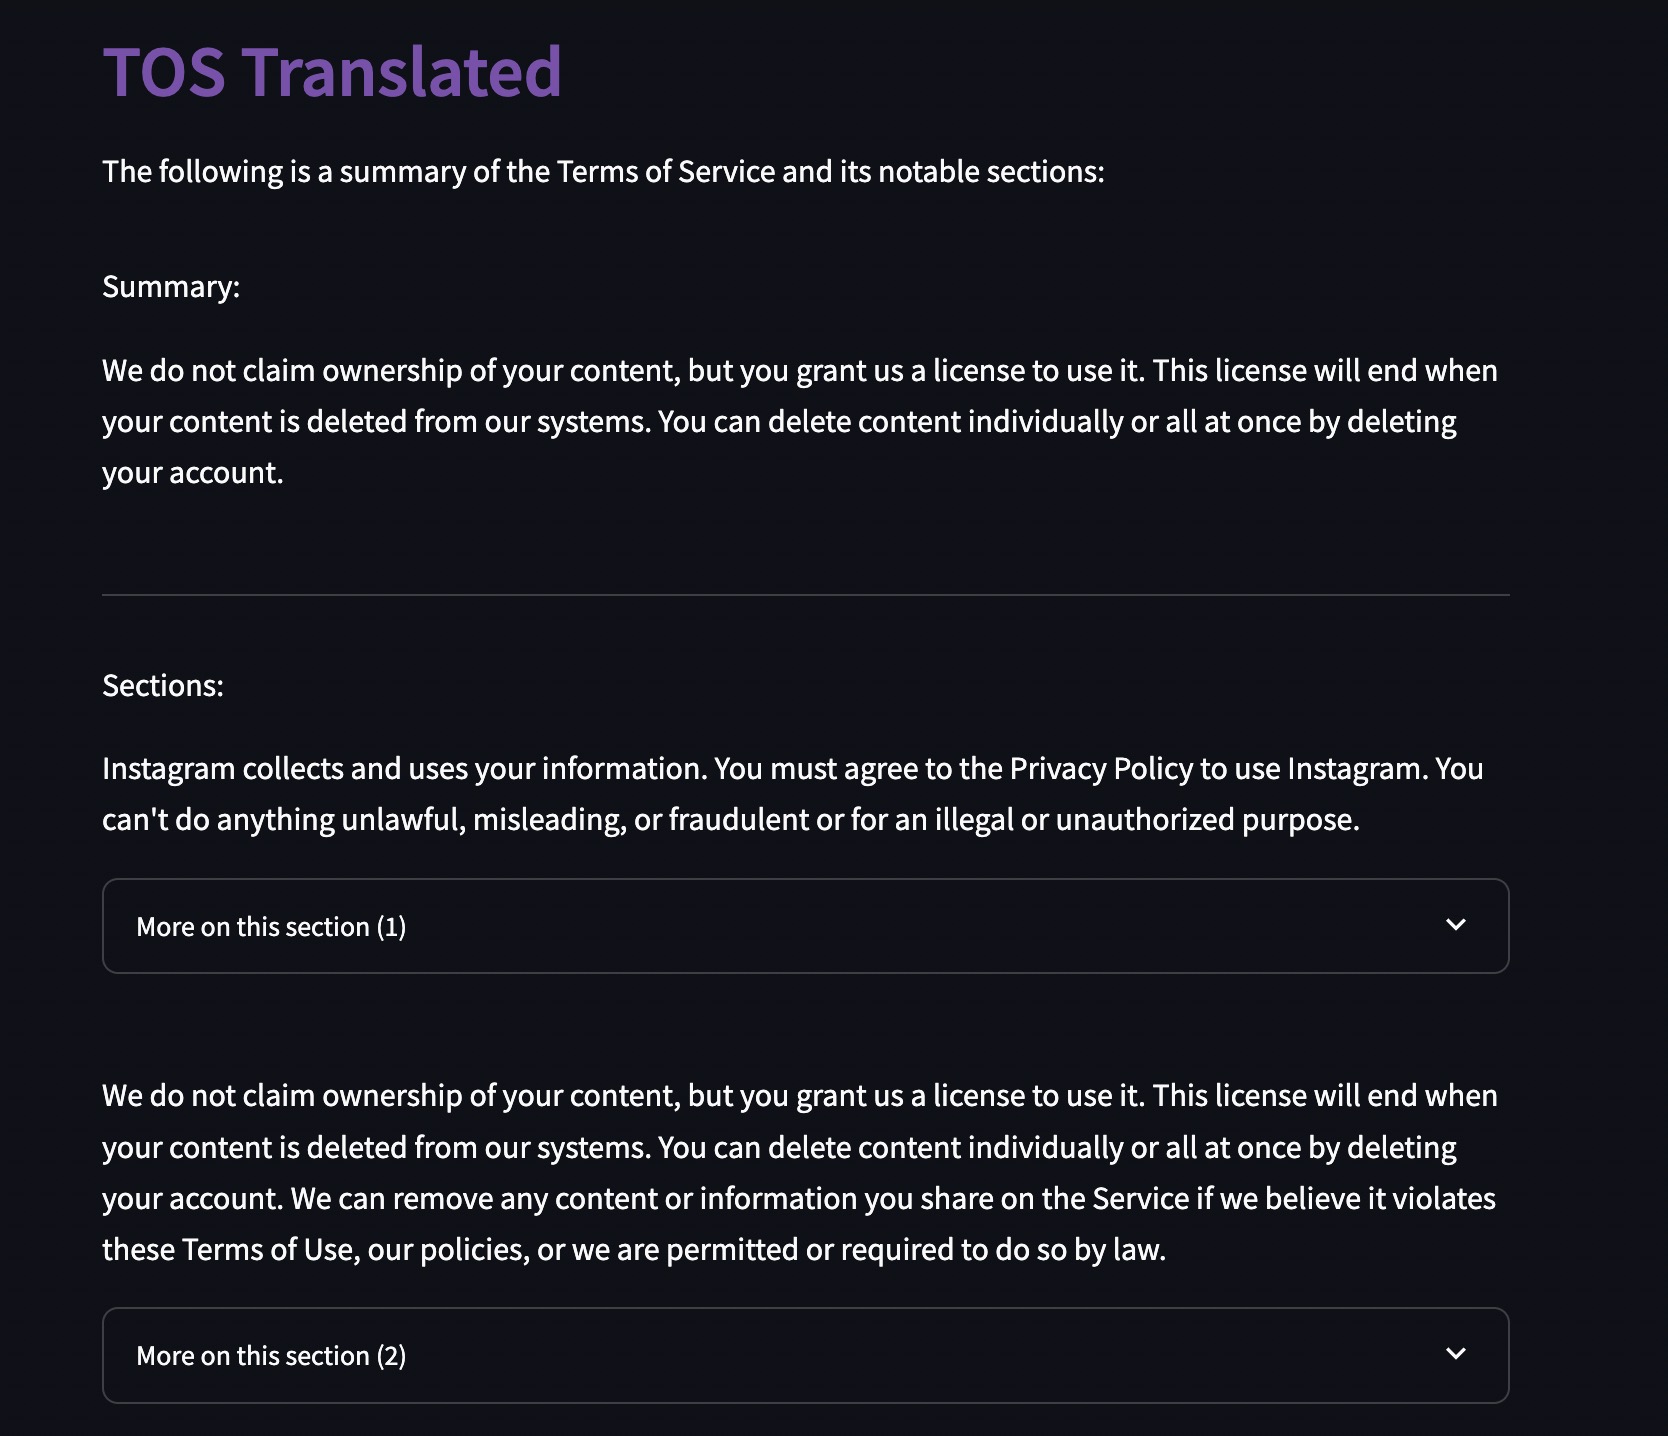 TOS Translated
The following is a summary of the Terms of Service and its notable sections:
Summary:
We do not claim ownership of your content, but you grant us a license to use it. This license will end when
your content is deleted from our systems. You can delete content individually or all at once by deleting
your account.
Sections:
Instagram collects and uses your information. You must agree to the Privacy Policy to use Instagram. You
can't do anything unlawful, misleading, or fraudulent or for an illegal or unauthorized purpose.
More on this section (1)
We do not claim ownership of your content, but you grant us a license to use it. This license will end when
your content is deleted from our systems. You can delete content individually or all at once by deleting
your account. We can remove any content or information you share on the Service if we believe it violates
these Terms of Use, our policies, or we are permitted or required to do so by law.
More on this section (2)